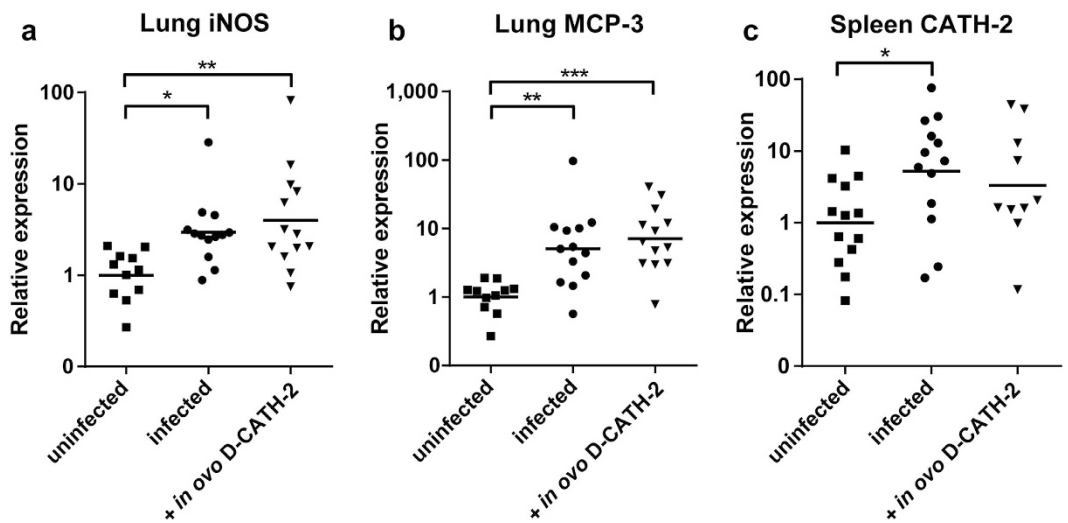 a
Lung iNOS
Relative expression
100
10
1
0
*
**
uninfected
infected
+ in ovo D-CATH-2
b
Lung MCP-3
Relative expression
1,000
100
10
1
0
**
***
uninfected
infected
+ in ovo D-CATH-2
c
Spleen CATH-2
Relative expression
100
10
1
0.1
0
*
uninfected
infected
+ in ovo D-CATH-2